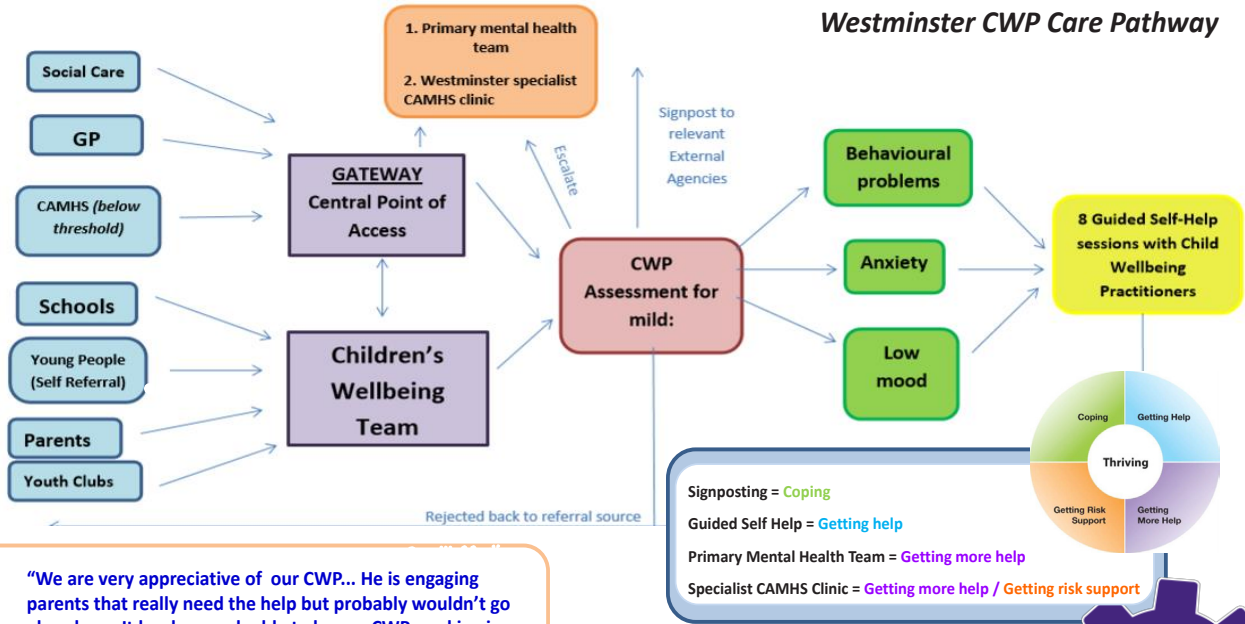 Westminster CWP Care Pathway
Social Care
GP
CAMHS (below
threshold)
Schools
Young People
(Self Referral)
Parents
Youth Clubs
1. Primary mental health
team
2. Westminster specialist
CAMHS clinic
GATEWAY
Central Point of
Access
Children's
Wellbeing
Team
Escalate
Signpost to
relevant
External
Agencies
CWP
Assessment for
mild:
Behavioural
problems
Anxiety
Low
mood
8 Guided Self-Help
sessions with Child
Wellbeing
Practitioners
Rejected back to referral source
Coping
Getting Help
Thriving
Getting Risk
Support
Getting
More Help
Signposting = Coping
Guided Self Help = Getting help
Primary Mental Health Team = Getting more help
Specialist CAMHS Clinic = Getting more help / Getting risk support
“We are very appreciative of our CWP... He is engaging
parents that really need the help but probably wouldn’t go